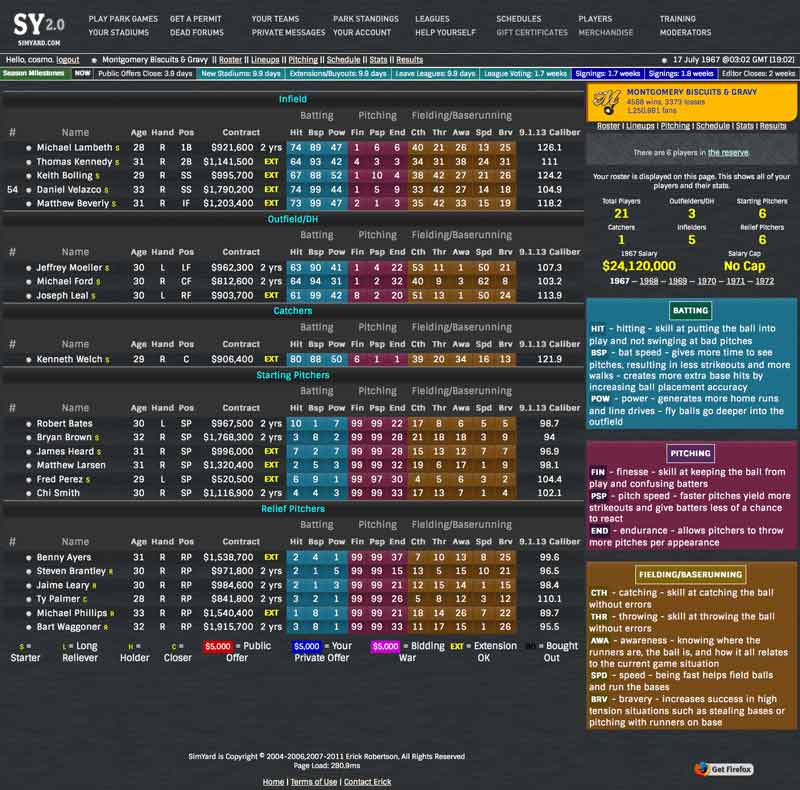 SY 2.0
SIMYARD.COM
PLAY PARK GAMES GET A PERMIT YOUR TEAMS PARK STANDINGS LEAGUES SCHEDULES PLAYERS TRAINING
YOUR STADIUMS DEAD FORUMS PRIVATE MESSAGES YOUR ACCOUNT HELP YOURSELF GIFT CERTIFICATES MERCHANDISE MODERATORS
Hello, cosmo. logout Montgomery Biscuits & Gravy || Roster || Lineups || Pitching || Schedule || Stats || Results 17 July 1967 @03:02 GMT (19:02)
Season Milestones NOW Public Offers Close: 3.9 days New Stadiums: 9.9 days Extensions/Buyouts: 9.9 days Leave Leagues: 9.9 days League Voting: 1.7 weeks Signings: 1.7 weeks Signings: 1.8 weeks Editor Closes: 2 weeks
Infield
Batting Pitching Fielding/Baserunning
# Name Age Hand Pos Contract Hit Bsp Pow Fin Psp End Cth Thr Awa Spd Brv 9.1.13 Caliber
Michael Lambeth S 28 R 1B $921,600 2 yrs 74 89 47 1 6 6 40 21 26 13 25 126.1
Thomas Kennedy S 31 R 2B $1,141,500 EXT 64 93 42 4 3 3 34 31 38 24 31 111
Keith Bolling S 29 R SS $995,700 EXT 67 88 52 1 10 4 38 37 42 21 26 124.2
54 Daniel Velazco S 33 R SS $1,790,200 EXT 74 99 44 1 5 9 33 42 27 14 18 104.9
Matthew Beverly S 31 R IF $1,203,400 EXT 73 89 49 2 1 3 35 42 33 15 19 118.2
Outfield/DH
Batting Pitching Fielding/Baserunning
# Name Age Hand Pos Contract Hit Bsp Pow Fin Psp End Cth Thr Awa Spd Brv 9.1.13 Caliber
Jeffrey Moeller S 30 L LF $962,300 2 yrs 63 90 41 1 4 22 53 11 1 50 21 107.3
Michael Ford S 30 R CF $812,600 2 yrs 64 94 31 1 2 32 40 9 3 62 8 103.2
Joseph Leal S 30 L RF $903,700 EXT 61 99 42 8 2 20 51 13 1 50 24 113.9
Catchers
Batting Pitching Fielding/Baserunning
# Name Age Hand Pos Contract Hit Bsp Pow Fin Psp End Cth Thr Awa Spd Brv 9.1.13 Caliber
Kenneth Welch S 29 R C $906,400 EXT 80 88 50 6 1 1 39 20 34 16 13 121.9
Starting Pitchers
Batting Pitching Fielding/Baserunning
# Name Age Hand Pos Contract Hit Bsp Pow Fin Psp End Cth Thr Awa Spd Brv 9.1.13 Caliber
Robert Bates 30 L SP $967,500 2 yrs 10 1 7 99 99 22 17 8 6 5 5 98.7
Bryan Brown S 32 R SP $1,768,300 2 yrs 3 8 2 99 99 28 21 18 18 3 9 94
James Heard S 31 R SP $996,000 EXT 7 2 7 99 99 28 15 13 12 7 7 96.9
Matthew Larsen 31 R SP $1,320,400 EXT 2 5 3 99 99 32 19 6 17 1 9 98.1
Fred Perez S 29 L SP $520,500 EXT 6 9 1 99 97 30 4 4 7 6 4 104.4
Chi Smith 30 R SP $1,116,900 2 yrs 4 4 3 99 99 33 17 13 7 1 4 102.1
Relief Pitchers
Batting Pitching Fielding/Baserunning
# Name Age Hand Pos Contract Hit Bsp Pow Fin Psp End Cth Thr Awa Spd Brv 9.1.13 Caliber
Benny Ayers 31 R RP $1,538,700 EXT 2 4 1 99 99 37 7 10 13 8 25 99.6
Steven Brantley R 30 R RP $971,800 2 yrs 2 1 5 99 99 15 13 5 15 10 21 96.5
Jaime Leary R 30 R RP $984,600 2 yrs 2 1 3 99 99 21 12 15 14 1 15 98.4
Ty Palmer C 28 R RP $841,800 2 yrs 3 1 9 99 92 26 5 8 12 3 12 110.1
Michael Phillips R 33 R RP $1,540,400 EXT 1 8 1 99 99 21 18 14 26 7 22 89.7
Bart Waggoner R 32 R RP $1,915,700 2 yrs 3 2 1 99 99 33 11 17 15 1 26 95.5
S = Starter L = Long Reliever H = Holder C = Closer $5,000 = Public Offer $5,000 = Your Private Offer $5,000 = Bidding War EXT = Extension OK = Bought Out
MONTGOMERY BISCUITS & GRAVY
4588 wins, 3373 losses
1,250,881 fans
Roster | Lineups | Pitching | Schedule | Stats | Results
There are 6 players in the reserve.
Your roster is displayed on this page. This shows all of your
players and their stats.
Total Players Outfielders/DH Starting Pitchers
21 3 6
Catchers Infielders Relief Pitchers
1 5 6
1967 Salary Salary Cap
$24,120,000 No Cap
1967 — 1968 — 1969 — 1970 — 1971 — 1972
BATTING
HIT - hitting - skill at putting the ball into
play and not swinging at bad pitches
BSP - bat speed - gives more time to see
pitches, resulting in less strikeouts and more
walks - creates more extra base hits by
increasing ball placement accuracy
POW - power - generates more home runs
and line drives - fly balls go deeper into the
outfield
PITCHING
FIN - finesse - skill at keeping the ball from
play and confusing batters
PSP - pitch speed - faster pitches yield more
strikeouts and give batters less of a chance
to react
END - endurance - allows pitchers to throw
more pitches per appearance
FIELDING/BASERUNNING
CTH - catching - skill at catching the ball
without errors
THR - throwing - skill at throwing the ball
without errors
AWA - awareness - knowing where the
runners are, the ball is, and how it all relates
to the current game situation
SPD - speed - being fast helps field balls
and run the bases
BRV - bravery - increases success in high
tension situations such as stealing bases or
pitching with runners on base
SimYard is Copyright © 2004-2006,2007-2011 Erick Robertson, All Rights Reserved
Page Load: 280.9ms
Home | Terms of Use | Contact Erick
Get Firefox